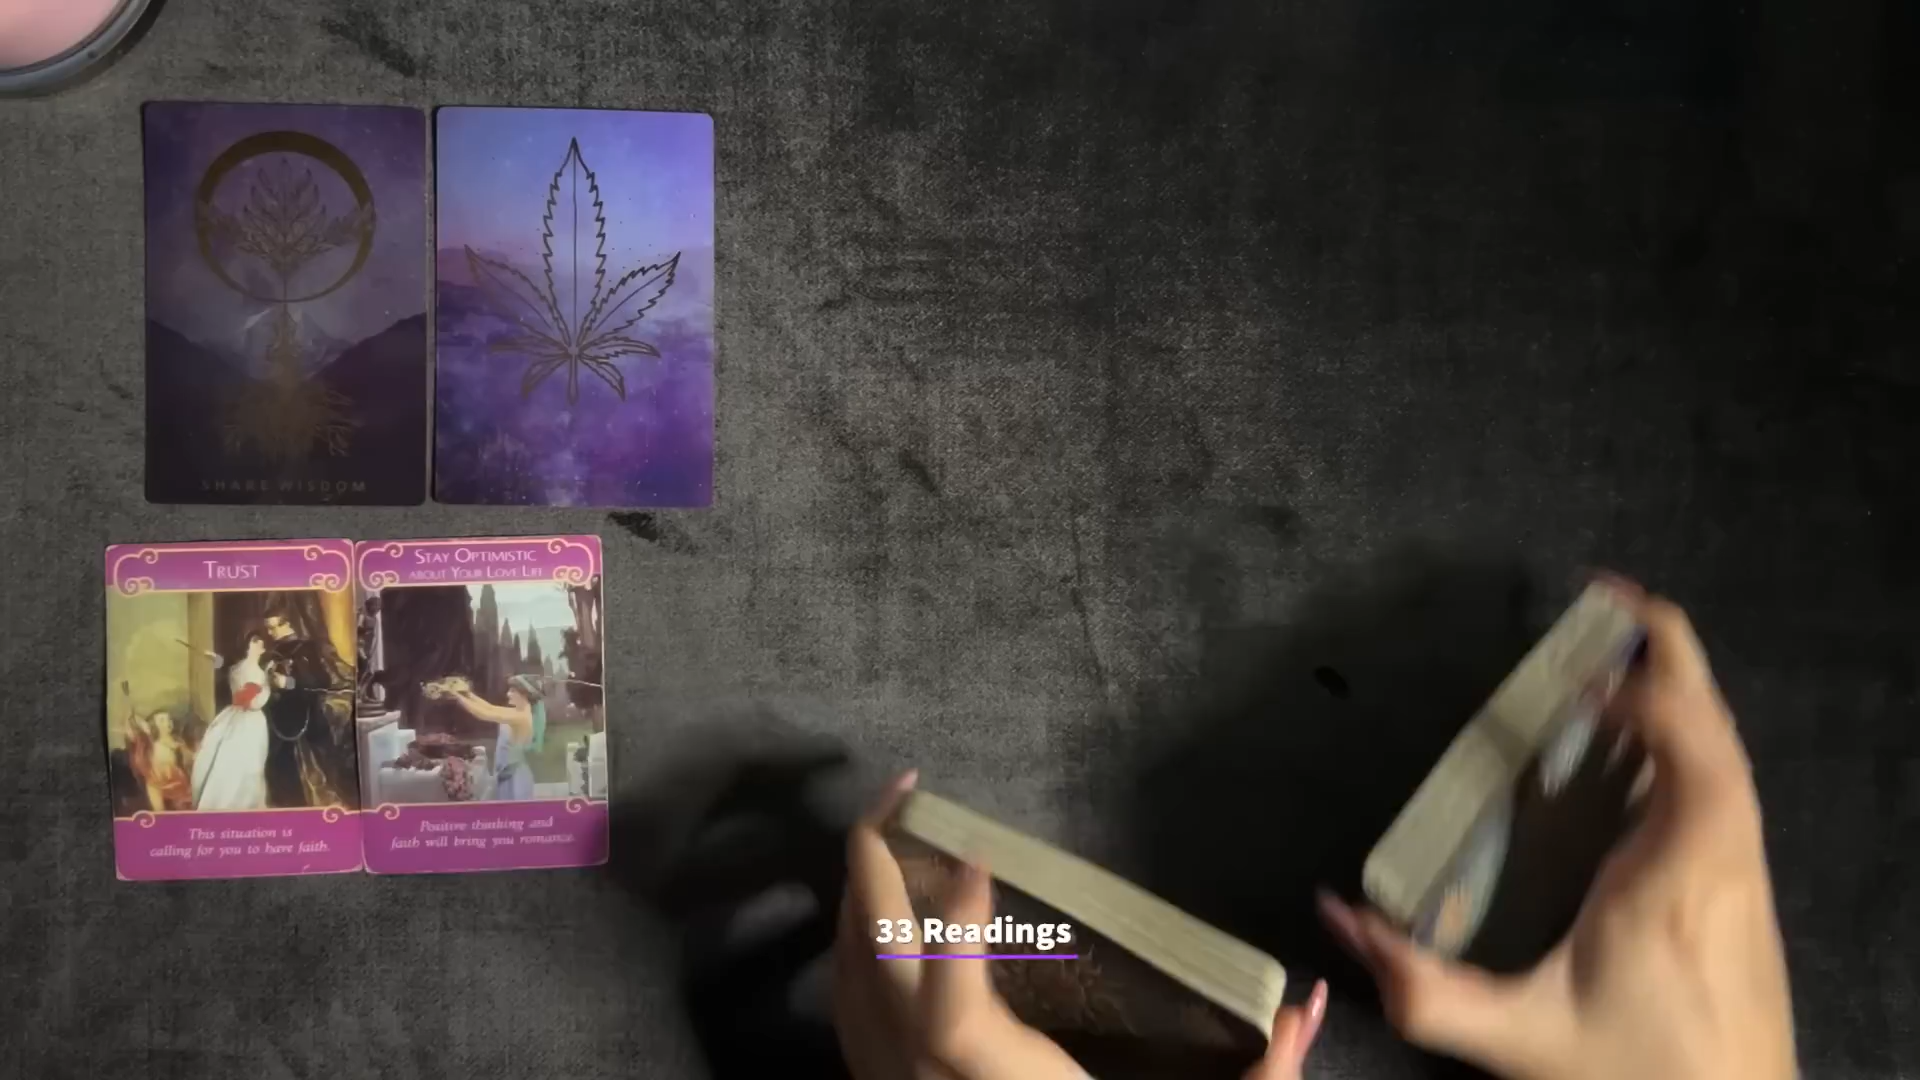 SHARE WISDOM
TRUST
This situation is
calling for you to have faith.
STAY OPTIMISTIC
ABOUT YOUR LOVE LIFE
Positive thinking and
faith will bring you romance.
33 Readings